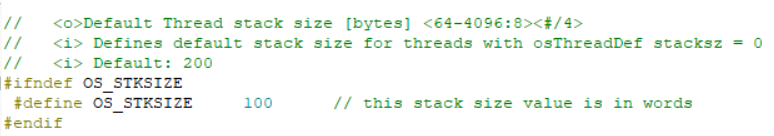 //   <o>Default Thread stack size [bytes] <64-4096:8><#/4>
//   <i> Defines default stack size for threads with osThreadDef stacksz = 0
//   <i> Default: 200
#ifndef OS_STKSIZE
 #define OS_STKSIZE     100      // this stack size value is in words
#endif